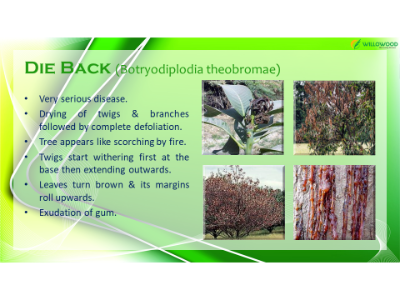 WILLOWOOD
DIE BACK (Botryodiplodia theobromae)
• Very serious disease.
• Drying of twigs & branches
followed by complete defoliation.
• Tree appears like scorching by fire.
• Twigs start withering first at the
base then extending outwards.
• Leaves turn brown & its margins
roll upwards.
• Exudation of gum.